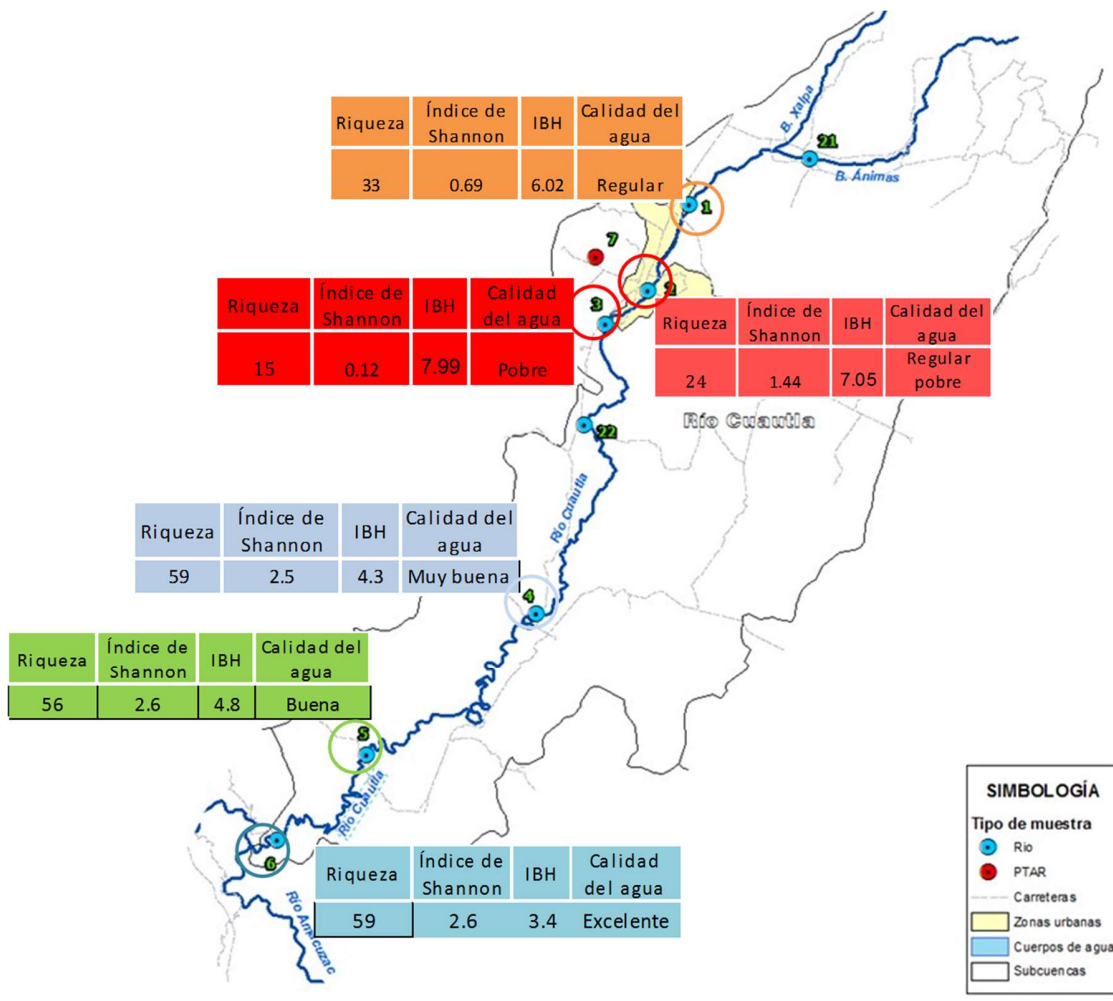 B. Xalpa
21
B. Ánimas
Riqueza
Índice de
Shannon
IBH
Calidad del
agua
33
0.69
6.02
Regular
1
7
2
3
Riqueza
Índice de
Shannon
IBH
Calidad
del agua
15
0.12
7.99
Pobre
Riqueza
Índice de
Shannon
IBH
Calidad del
agua
24
1.44
7.05
Regular
pobre
Río Cuautla
22
Río Cuautla
Riqueza
Índice de
Shannon
IBH
Calidad del
agua
59
2.5
4.3
Muy buena
4
Riqueza
Índice de
Shannon
IBH
Calidad del
agua
56
2.6
4.8
Buena
5
Río Cuautla
6
Río Amacuzac
Riqueza
Índice de
Shannon
IBH
Calidad
del agua
59
2.6
3.4
Excelente
SIMBOLOGÍA
Tipo de muestra
Rio
PTAR
Carreteras
Zonas urbanas
Cuerpos de agua
Subcuencas